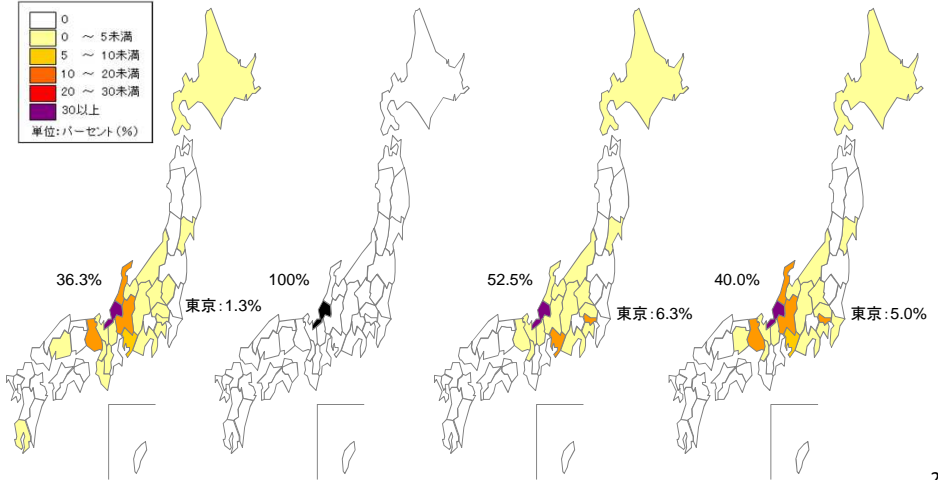 0
0 ～ 5未満
5 ～ 10未満
10 ～ 20未満
20 ～ 30未満
30以上
単位：パーセント（％）
36.3%
東京：1.3%
100%
52.5%
東京：6.3%
40.0%
東京：5.0%
2